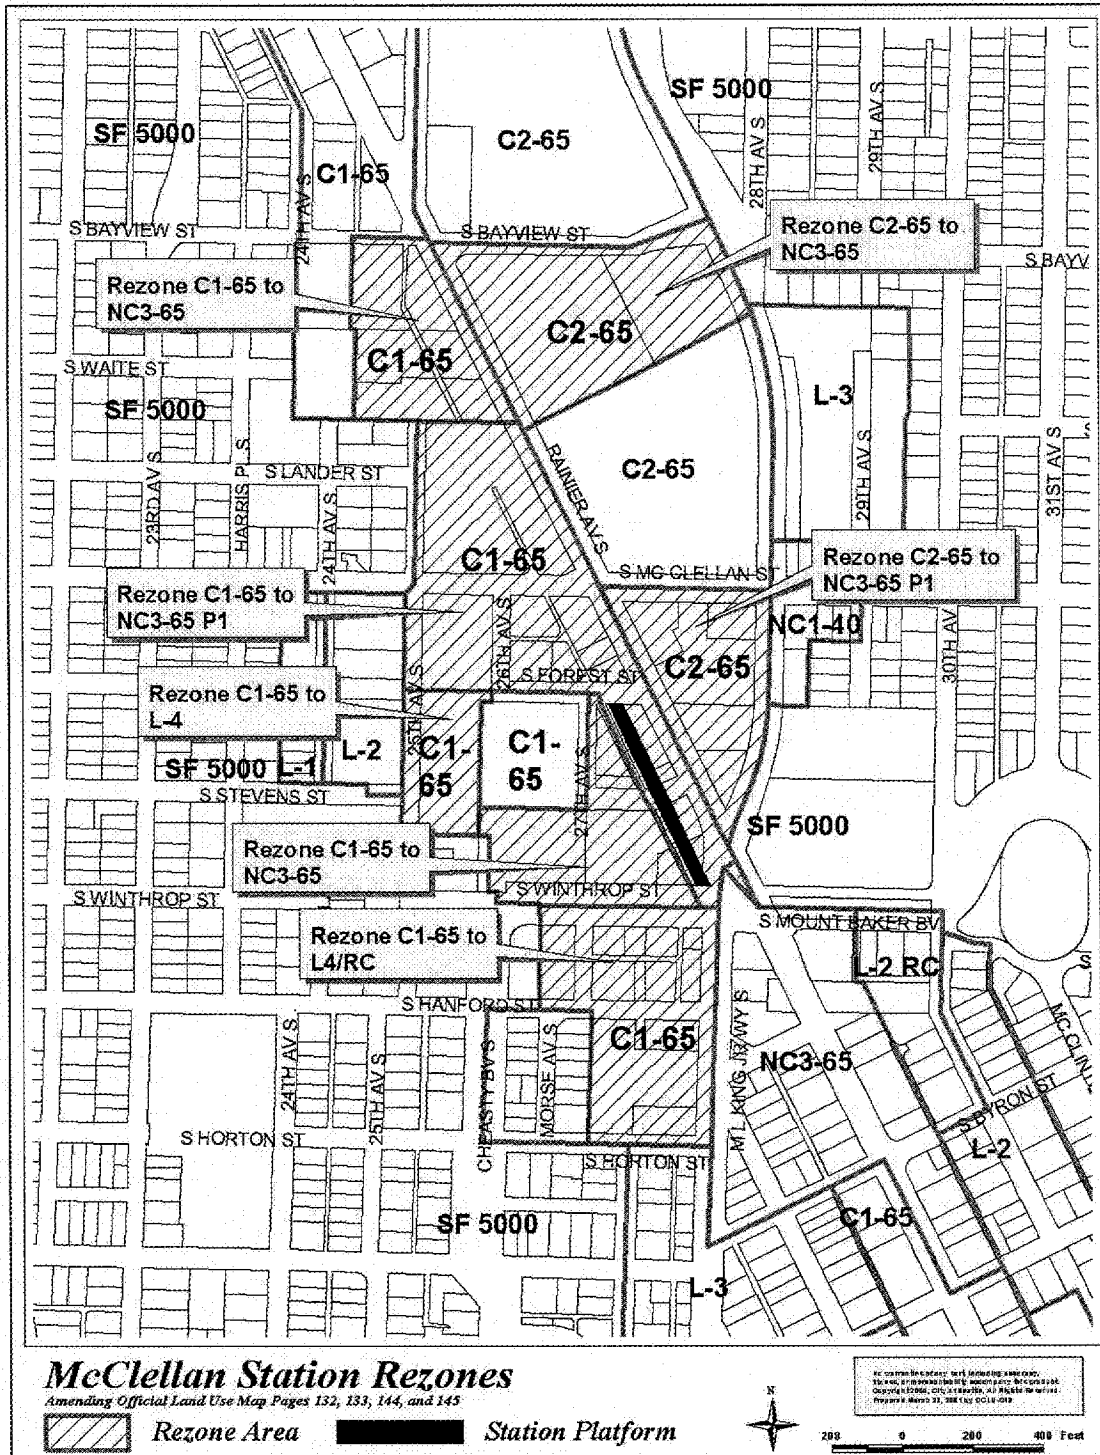 SF 5000
SF 5000
C2-65
C1-65
28TH AV S
29TH AV S
24TH AV S
S BAYVIEW ST
S BAYVIEW ST
Rezone C2-65 to
NC3-65
S BAYV
Rezone C1-65 to
NC3-65
C2-65
C1-65
S WAITE ST
SF 5000
L-3
23RD AV S
HARRIS PL S
S LANDER ST
24TH AV S
RAINIER AV S
C2-65
29TH AV S
31ST AV S
C1-65
S MC CLELLAN ST
Rezone C2-65 to
NC3-65 P1
Rezone C1-65 to
NC3-65 P1
26TH AV S
NC1-40
30TH AV
S FOREST ST
C2-65
Rezone C1-65 to
L-4
25TH AV S
L-2
C1-
65
C1-
65
SF 5000
L-1
27TH AV S
S STEVENS ST
SF 5000
Rezone C1-65 to
NC3-65
S WINTHROP ST
S WINTHROP ST
S MOUNT BAKER BV
Rezone C1-65 to
L4/RC
L-2 RC
S
S HANFORD ST
C1-65
24TH AV S
25TH AV S
CHEASTY BV S
MORSE AV S
M L KING JR WY S
NC3-65
S BYRON ST
S HORTON ST
S HORTON ST
L-2
C1-65
SF 5000
L-3
McClellan Station Rezones
Amending Official Land Use Map Pages 132, 133, 144, and 145
Rezone Area
Station Platform
N
0
400 Feet